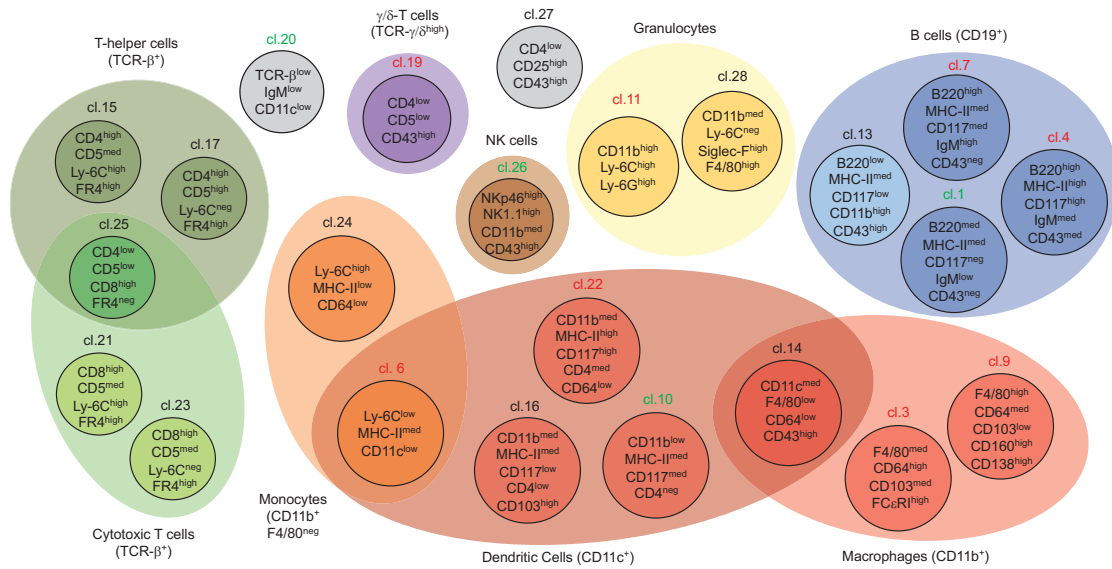 T-helper cells
(TCR-β⁺)
cl.15
CD4high
CD5med
Ly-6Chigh
FR4high
cl.17
CD4high
CD5high
Ly-6Cneg
FR4high
cl.25
CD4low
CD5low
CD8high
FR4neg
cl.21
CD8high
CD5med
Ly-6Chigh
FR4high
cl.23
CD8high
CD5med
Ly-6Cneg
FR4high
Cytotoxic T cells
(TCR-β⁺)
cl.20
TCR-βlow
IgMlow
CD11clow
γ/δ-T cells
(TCR-γ/δhigh)
cl.19
CD4low
CD5low
CD43high
cl.27
CD4low
CD25high
CD43high
NK cells
cl.26
NKp46high
NK1.1high
CD11bmed
CD43high
Granulocytes
cl.11
CD11bhigh
Ly-6Chigh
Ly-6Ghigh
cl.28
CD11bmed
Ly-6Cneg
Siglec-Fhigh
F4/80high
B cells (CD19⁺)
cl.7
B220high
MHC-IImed
CD117med
IgMhigh
CD43neg
cl.13
B220low
MHC-IImed
CD117low
CD11bhigh
CD43high
cl.4
B220high
MHC-IIhigh
CD117high
IgMmed
CD43med
cl.1
B220med
MHC-IImed
CD117neg
IgMlow
CD43neg
cl.24
Ly-6Chigh
MHC-IIlow
CD64low
cl. 6
Ly-6Clow
MHC-IImed
CD11clow
Monocytes
(CD11b⁺
F4/80neg
cl.22
CD11bmed
MHC-IIhigh
CD117high
CD4med
CD64low
cl.16
CD11bmed
MHC-IImed
CD117low
CD4low
CD103high
cl.10
CD11blow
MHC-IImed
CD117med
CD4neg
Dendritic Cells (CD11c⁺)
cl.14
CD11cmed
F4/80low
CD64low
CD43high
cl.3
F4/80med
CD64high
CD103med
FCεRIhigh
cl.9
F4/80high
CD64med
CD103low
CD160high
CD138high
Macrophages (CD11b⁺)